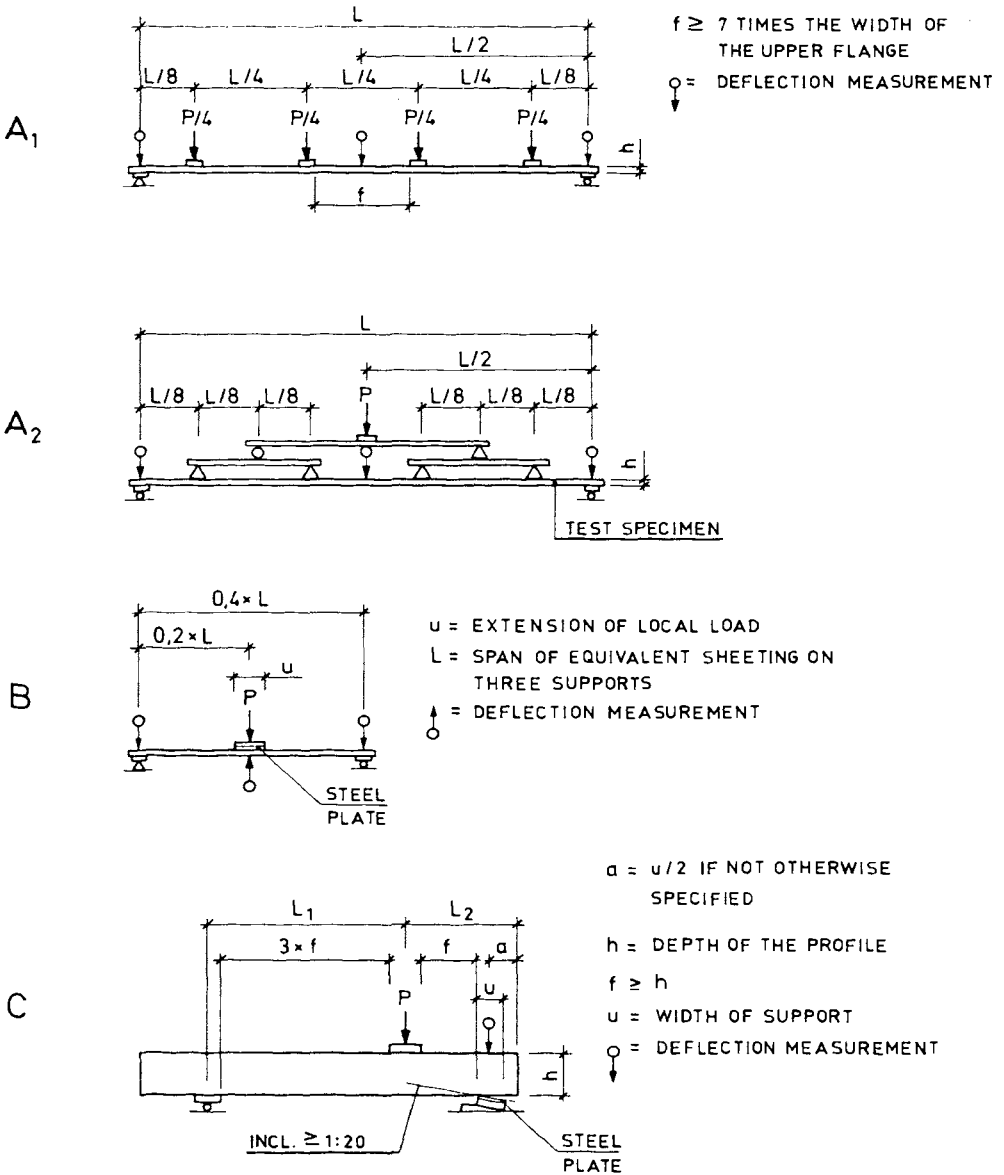 L
L/2
L/8 L/4 L/4 L/4 L/8
P/4 P/4 P/4 P/4
A₁
h
f
f ≥ 7 TIMES THE WIDTH OF
THE UPPER FLANGE
= DEFLECTION MEASUREMENT
L
L/2
L/8 L/8 L/8 P L/8 L/8 L/8
A₂
h
TEST SPECIMEN
0,4 × L
0,2 × L
u
P
B
STEEL
PLATE
u = EXTENSION OF LOCAL LOAD
L = SPAN OF EQUIVALENT SHEETING ON
THREE SUPPORTS
= DEFLECTION MEASUREMENT
L₁ L₂
3 × f f a
P u
C
h
INCL. ≥ 1:20
STEEL
PLATE
a = u/2 IF NOT OTHERWISE
SPECIFIED
h = DEPTH OF THE PROFILE
f ≥ h
u = WIDTH OF SUPPORT
= DEFLECTION MEASUREMENT